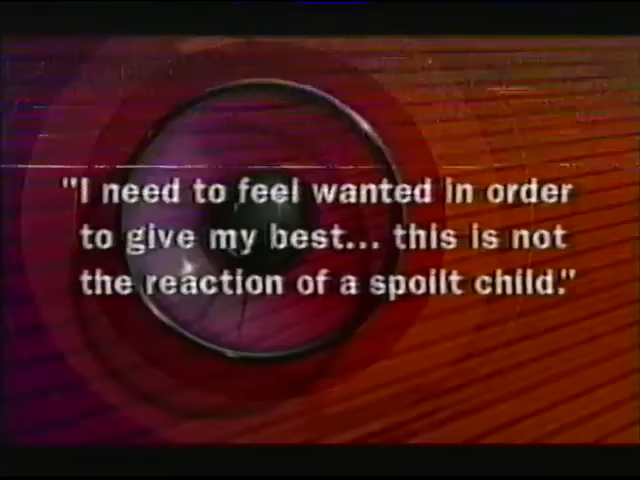 "I need to feel wanted in order
to give my best... this is not
the reaction of a spoilt child."